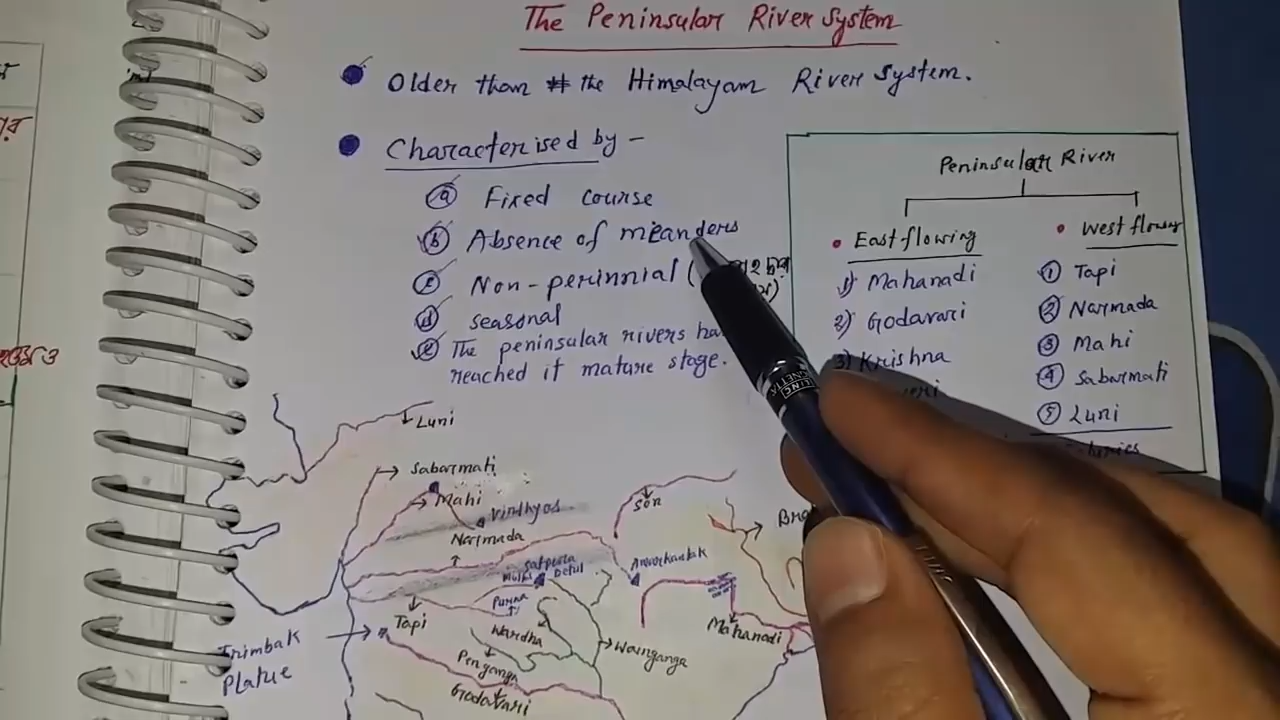 The Peninsular River System
Older than the Himalayam River System.
Characterised by -
(a) Fixed course
(b) Absence of meanders
(c) Non-perinnial (
(d) seasonal
(e) The peninsular rivers ha
reached it mature stage.
Peninsular River
East flowing
1) Mahanadi
2) Godavari
3) Krishna
West flower
1 Tapi
2 Narmada
3 Mahi
4 Sabarmati
5 Luni
Luni
Sabarmati
Mahi
Vindhyas
Narmada
Son
Satpura
Multai Betul
Amarkantak
Purna
Tapi
Wardha
Mahanadi
Wainganga
Trimbak
Platue
Penganga
Godavari